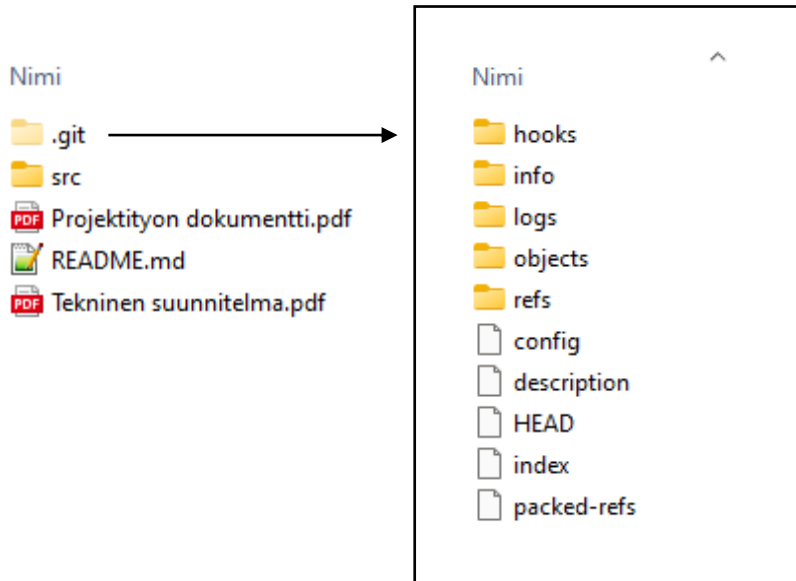 Nimi
.git
src
PDF Projektityon dokumentti.pdf
README.md
PDF Tekninen suunnitelma.pdf
Nimi
hooks
info
logs
objects
refs
config
description
HEAD
index
packed-refs